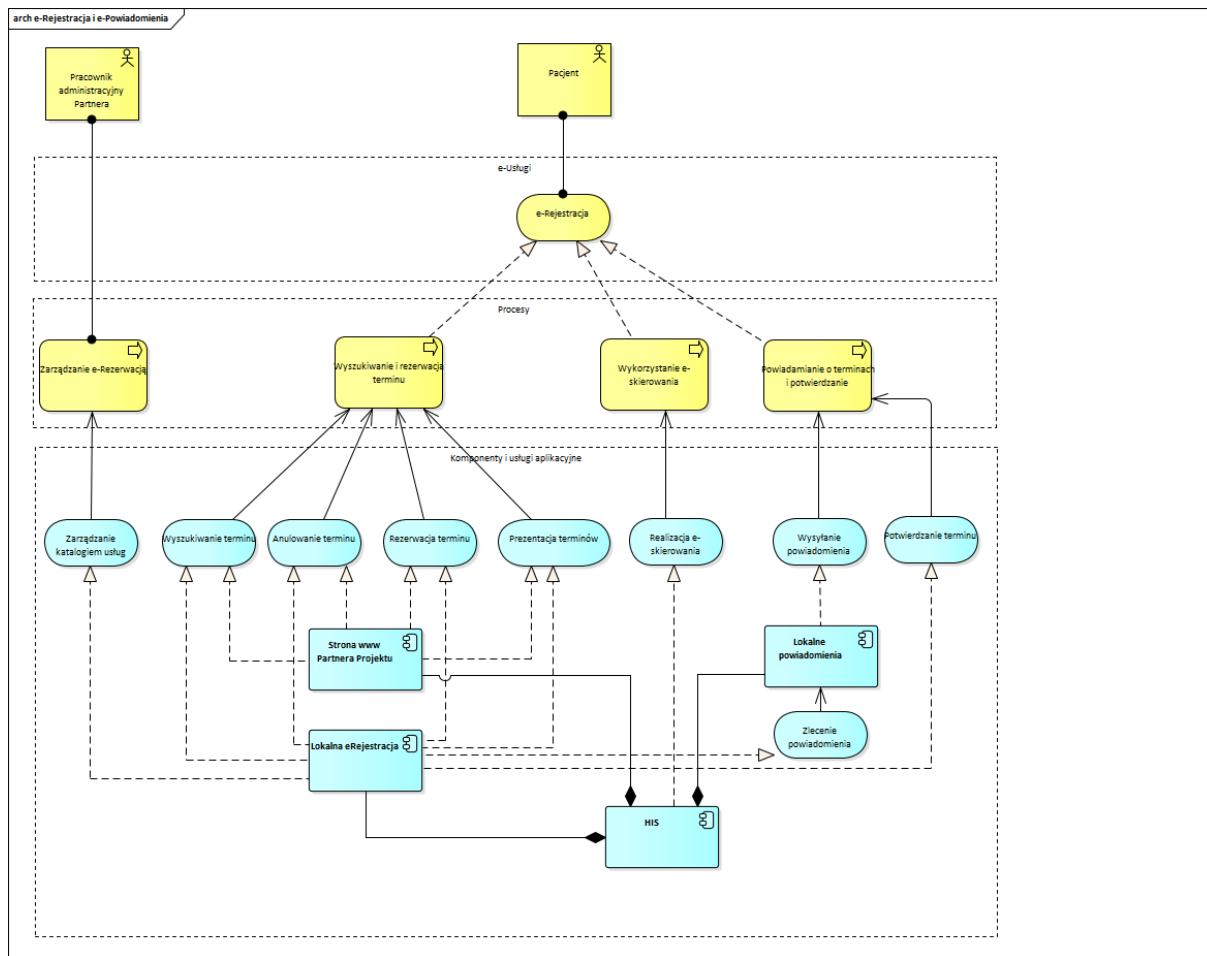 arch e-Rejestracja i e-Powiadomienia
Pracownik
administracyjny
Partnera
Pacjent
e-Usługi
e-Rejestracja
Procesy
Zarządzanie e-Rezerwacją
Wyszukiwanie i rezerwacja
terminu
Wykorzystanie e-
skierowania
Powiadamianie o terminach
i potwierdzanie
Komponenty i usługi aplikacyjne
Zarządzanie
katalogiem usług
Wyszukiwanie terminu
Anulowanie terminu
Rezerwacja terminu
Prezentacja terminów
Realizacja e-
skierowania
Wysyłanie
powiadomienia
Potwierdzanie terminu
Strona www
Partnera Projektu
Lokalne
powiadomienia
Lokalna eRejestracja
Zlecenie
powiadomienia
HIS